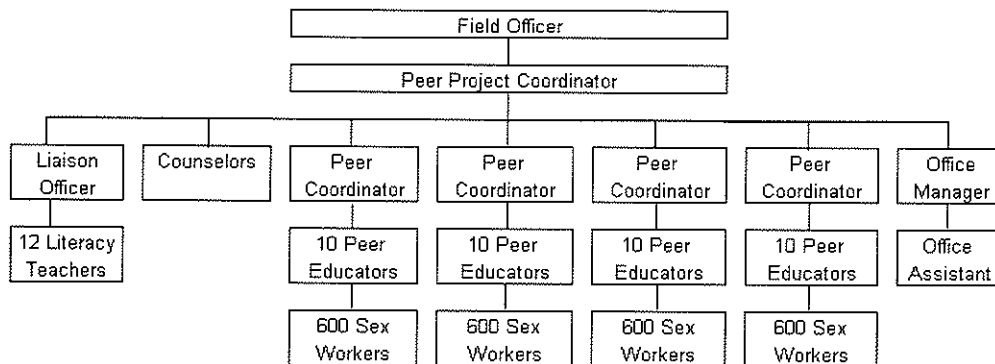 Field Officer
Peer Project Coordinator
Liaison
Officer
Counselors
Peer
Coordinator
Peer
Coordinator
Peer
Coordinator
Peer
Coordinator
Office
Manager
12 Literacy
Teachers
10 Peer
Educators
10 Peer
Educators
10 Peer
Educators
10 Peer
Educators
Office
Assistant
600 Sex
Workers
600 Sex
Workers
600 Sex
Workers
600 Sex
Workers